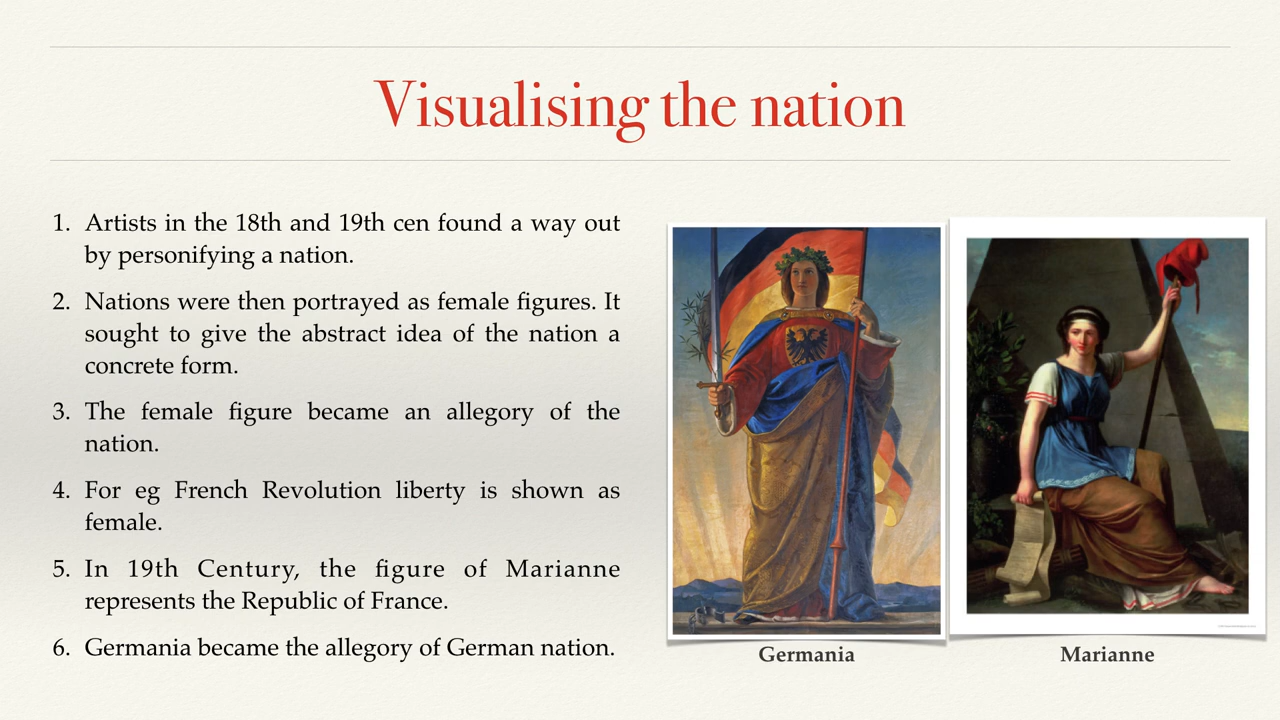 Visualising the nation
1. Artists in the 18th and 19th cen found a way out
by personifying a nation.
2. Nations were then portrayed as female figures. It
sought to give the abstract idea of the nation a
concrete form.
3. The female figure became an allegory of the
nation.
4. For eg French Revolution liberty is shown as
female.
5. In 19th Century, the figure of Marianne
represents the Republic of France.
6. Germania became the allegory of German nation.
Germania
Marianne